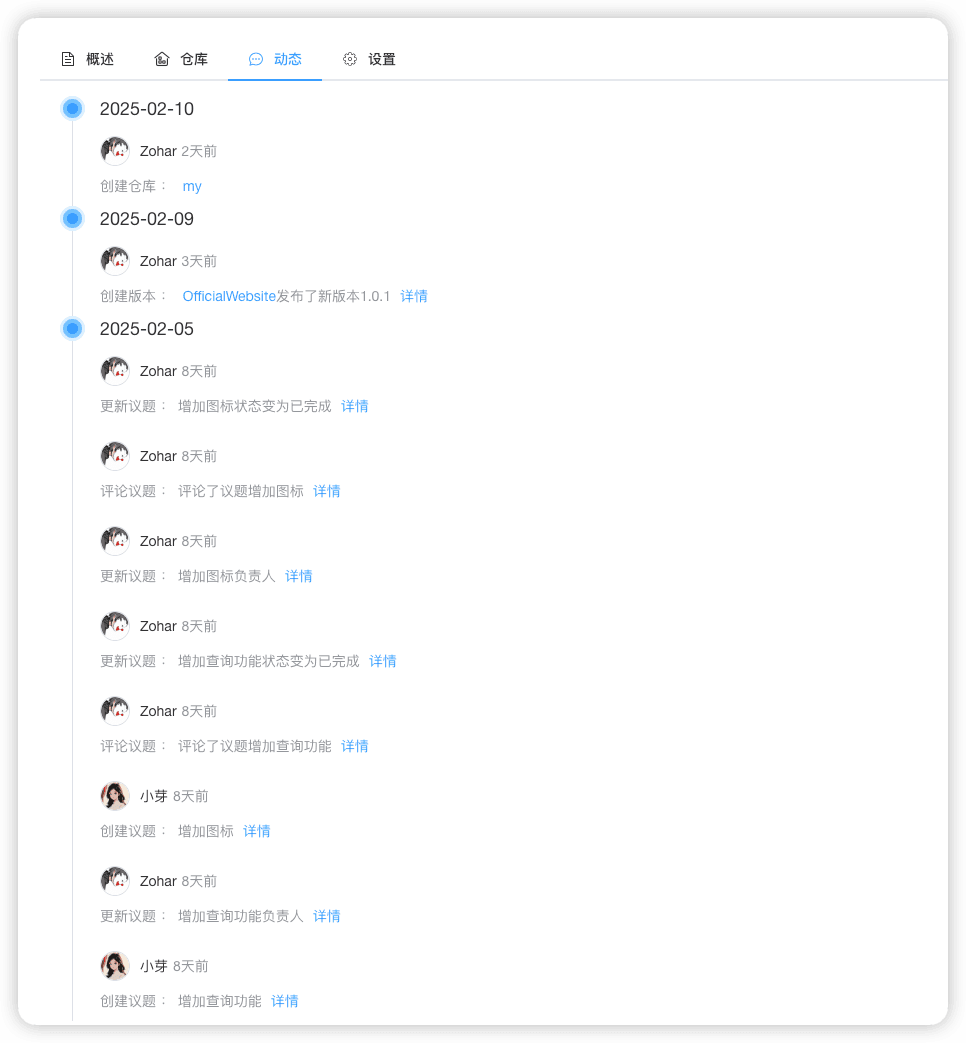 概述 仓库 动态 设置
2025-02-10
Zohar 2天前
创建仓库： my
2025-02-09
Zohar 3天前
创建版本： OfficialWebsite发布了新版本1.0.1 详情
2025-02-05
Zohar 8天前
更新议题： 增加图标状态变为已完成 详情
Zohar 8天前
评论议题： 评论了议题增加图标 详情
Zohar 8天前
更新议题： 增加图标负责人 详情
Zohar 8天前
更新议题： 增加查询功能状态变为已完成 详情
Zohar 8天前
评论议题： 评论了议题增加查询功能 详情
小芽 8天前
创建议题： 增加图标 详情
Zohar 8天前
更新议题： 增加查询功能负责人 详情
小芽 8天前
创建议题： 增加查询功能 详情